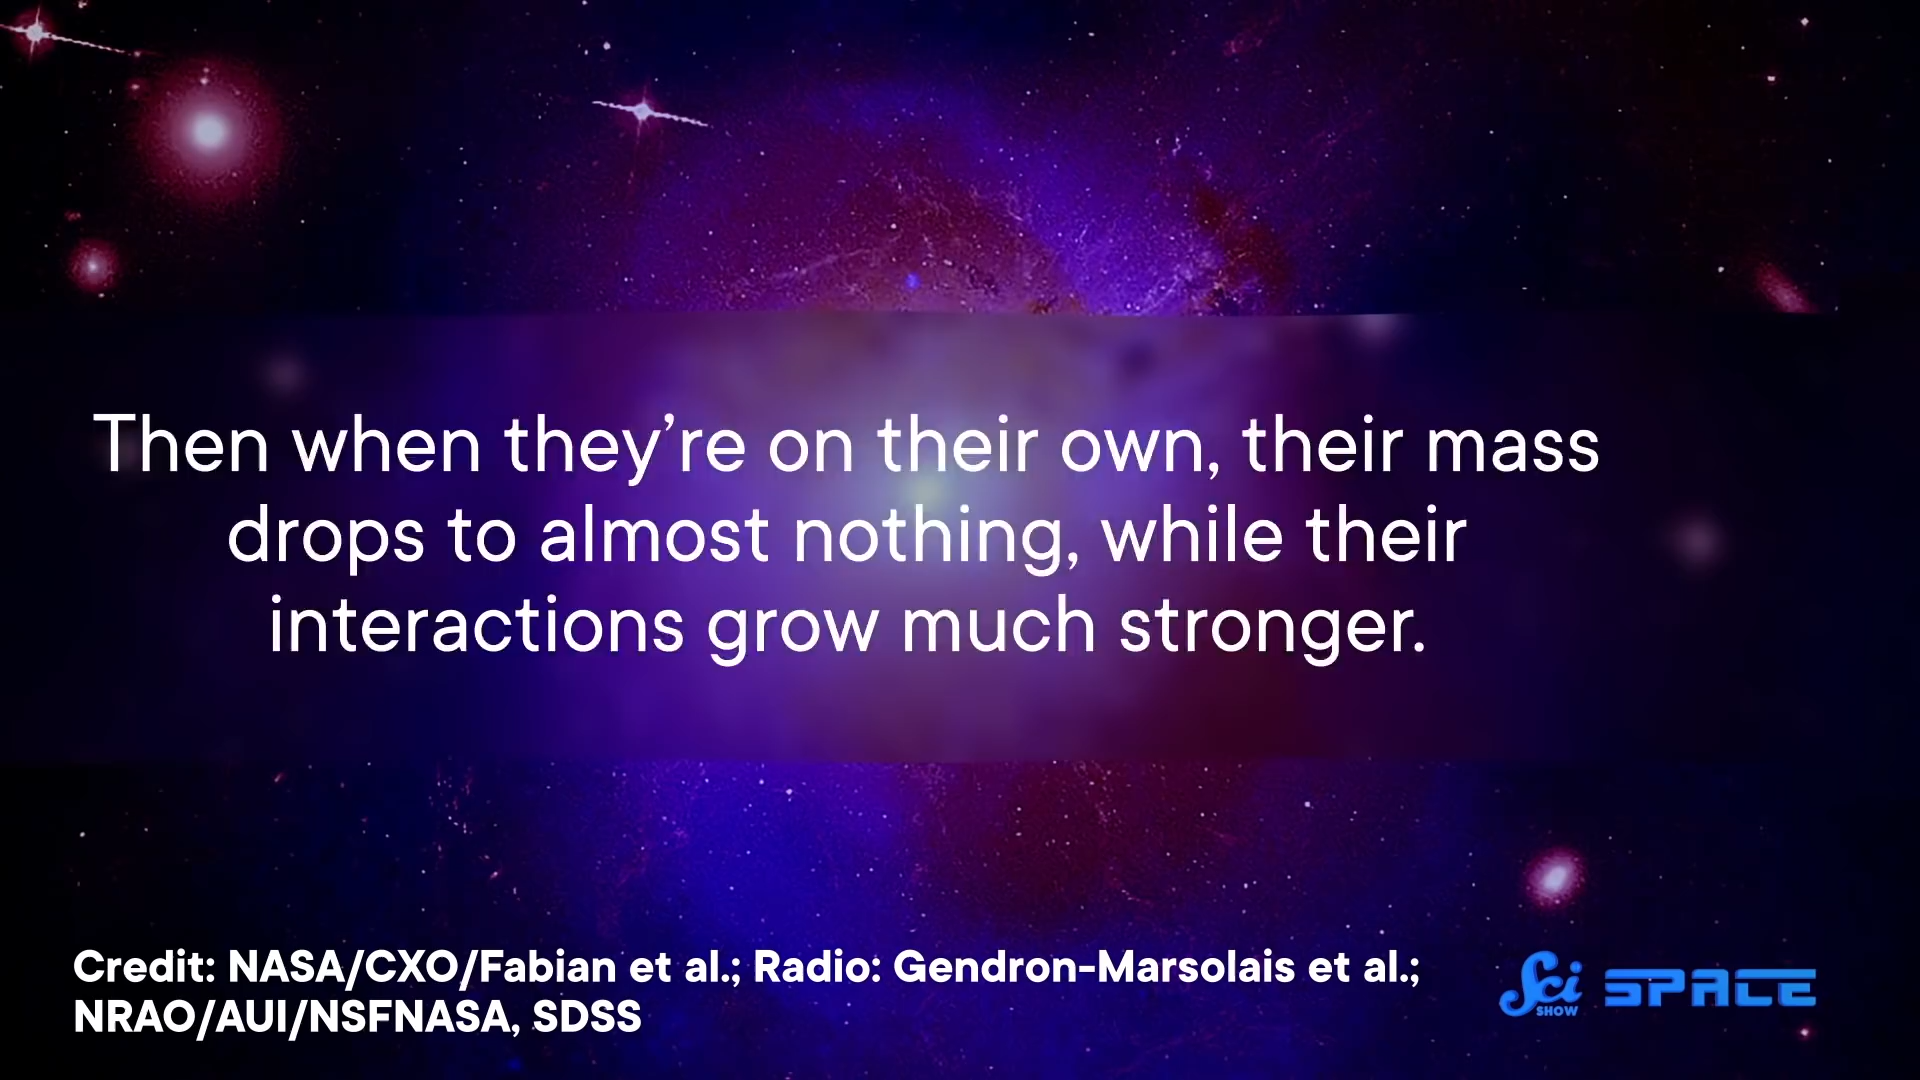 Then when they’re on their own, their mass
drops to almost nothing, while their
interactions grow much stronger.
Credit: NASA/CXO/Fabian et al.; Radio: Gendron-Marsolais et al.;
NRAO/AUI/NSFNASA, SDSS
Sci SHOW SPACE